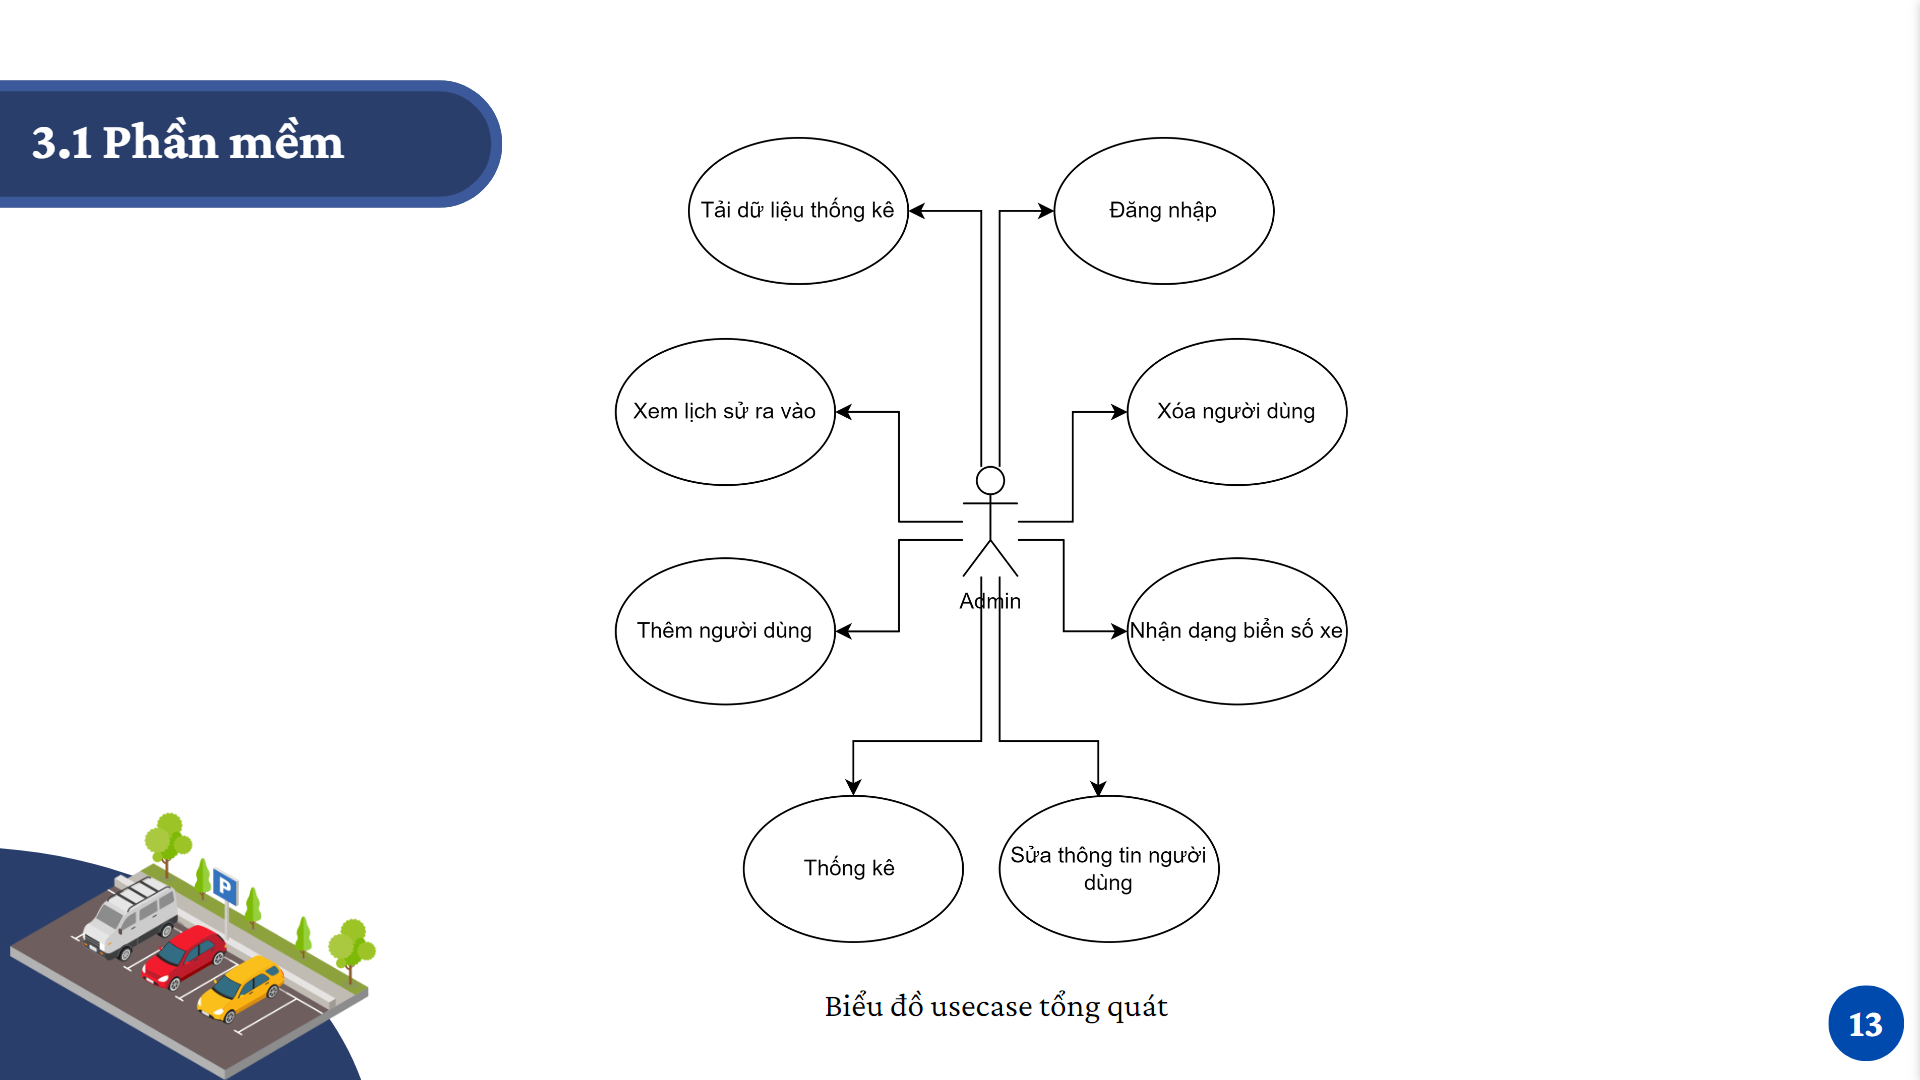 3.1 Phần mềm
Tải dữ liệu thống kê
Đăng nhập
Xem lịch sử ra vào
Xóa người dùng
Admin
Thêm người dùng
Nhận dạng biển số xe
Thống kê
Sửa thông tin người
dùng
P
Biểu đồ usecase tổng quát
13